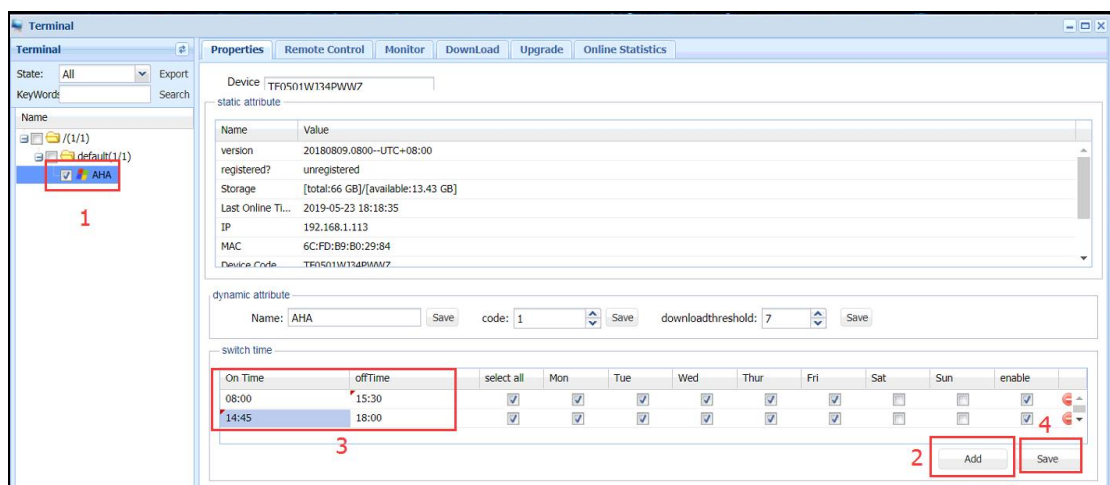 Terminal
Terminal
Properties Remote Control Monitor DownLoad Upgrade Online Statistics
State: All Export
KeyWords Search
Name
/(1/1)
default(1/1)
AHA
1
Device TE0501W134PWWZ
static attribute
Name Value
version 20180809.0800--UTC+08:00
registered? unregistered
Storage [total:66 GB]/[available:13.43 GB]
Last Online Ti... 2019-05-23 18:18:35
IP 192.168.1.113
MAC 6C:FD:B9:B0:29:84
Device Code TE0501W134PWWZ
dynamic attribute
Name: AHA Save code: 1 Save downloadthreshold: 7 Save
switch time
On Time offTime select all Mon Tue Wed Thur Fri Sat Sun enable
08:00 15:30
14:45 18:00
3
4
2 Add Save